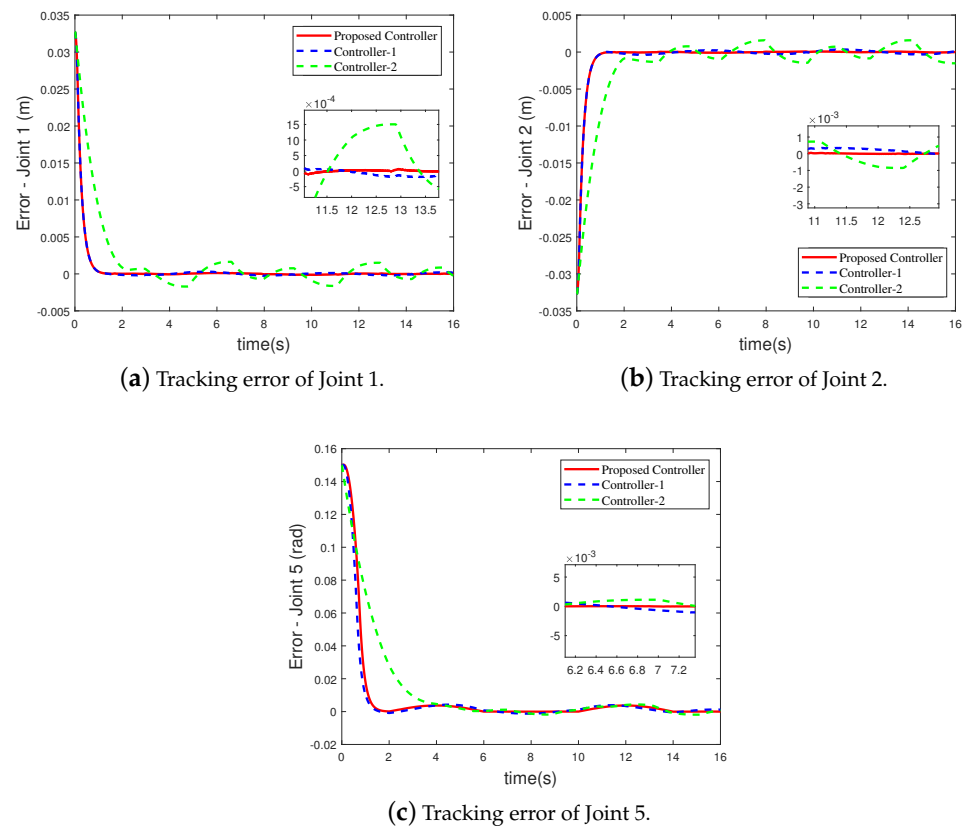 0.035
0.03
0.025
0.02
0.015
0.01
0.005
0
-0.005
Error - Joint 1 (m)
Proposed Controller
Controller-1
Controller-2
×10⁻⁴
15
10
5
0
-5
11.5 12 12.5 13 13.5
0 2 4 6 8 10 12 14 16
time(s)
(a) Tracking error of Joint 1.
0.005
0
-0.005
-0.01
-0.015
-0.02
-0.025
-0.03
-0.035
Error - Joint 2 (m)
×10⁻³
1
0
-1
-2
-3
11 11.5 12 12.5
Proposed Controller
Controller-1
Controller-2
0 2 4 6 8 10 12 14 16
time(s)
(b) Tracking error of Joint 2.
0.16
0.14
0.12
0.1
0.08
0.06
0.04
0.02
0
-0.02
Error - Joint 5 (rad)
Proposed Controller
Controller-1
Controller-2
×10⁻³
5
0
-5
6.2 6.4 6.6 6.8 7 7.2
0 2 4 6 8 10 12 14 16
time(s)
(c) Tracking error of Joint 5.